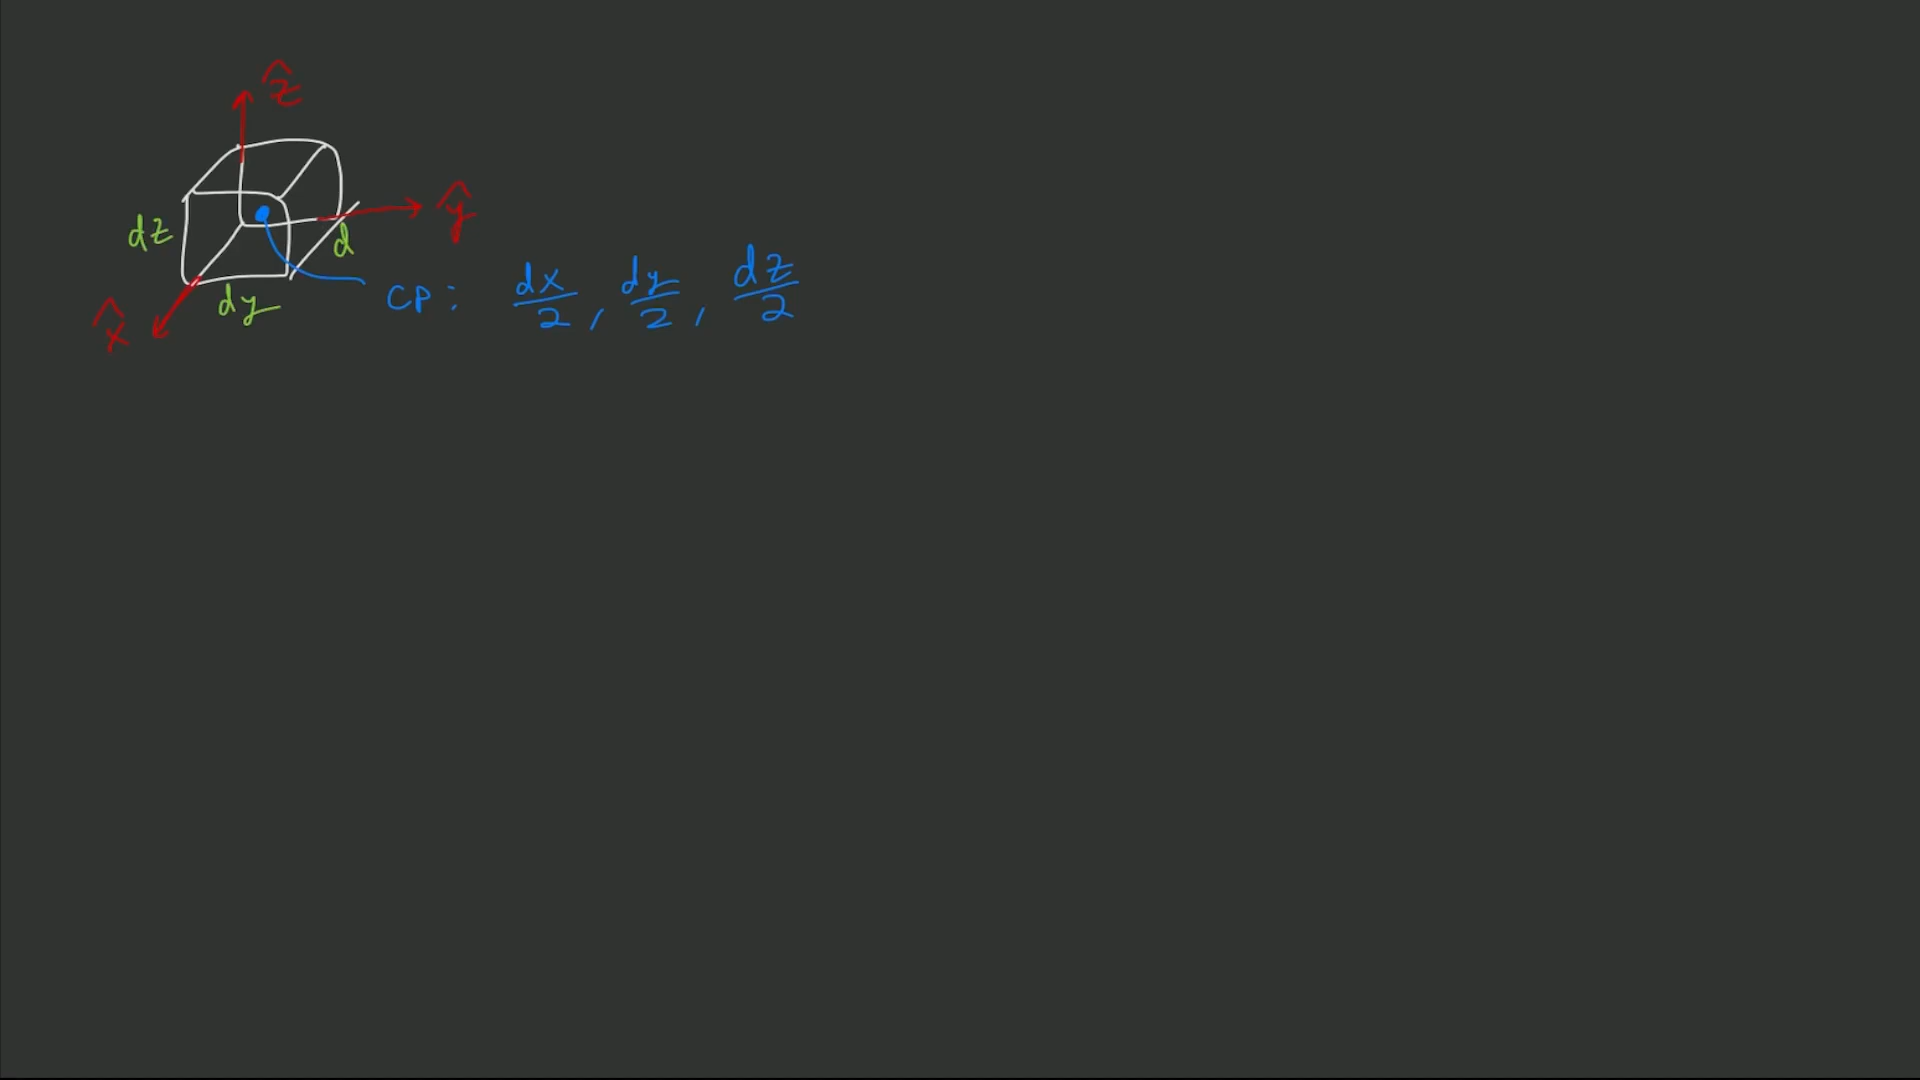 ẑ
ŷ
dz
d
dy
x̂
CP: dx/2, dy/2, dz/2